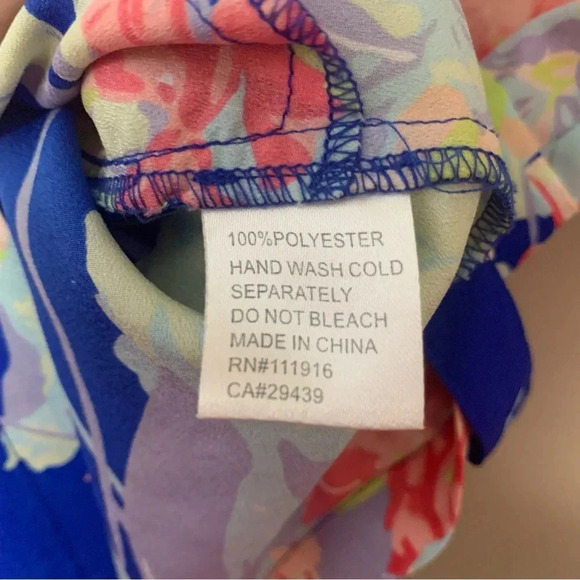 100%POLYESTER
HAND WASH COLD
SEPARATELY
DO NOT BLEACH
MADE IN CHINA
RN#111916
CA#29439